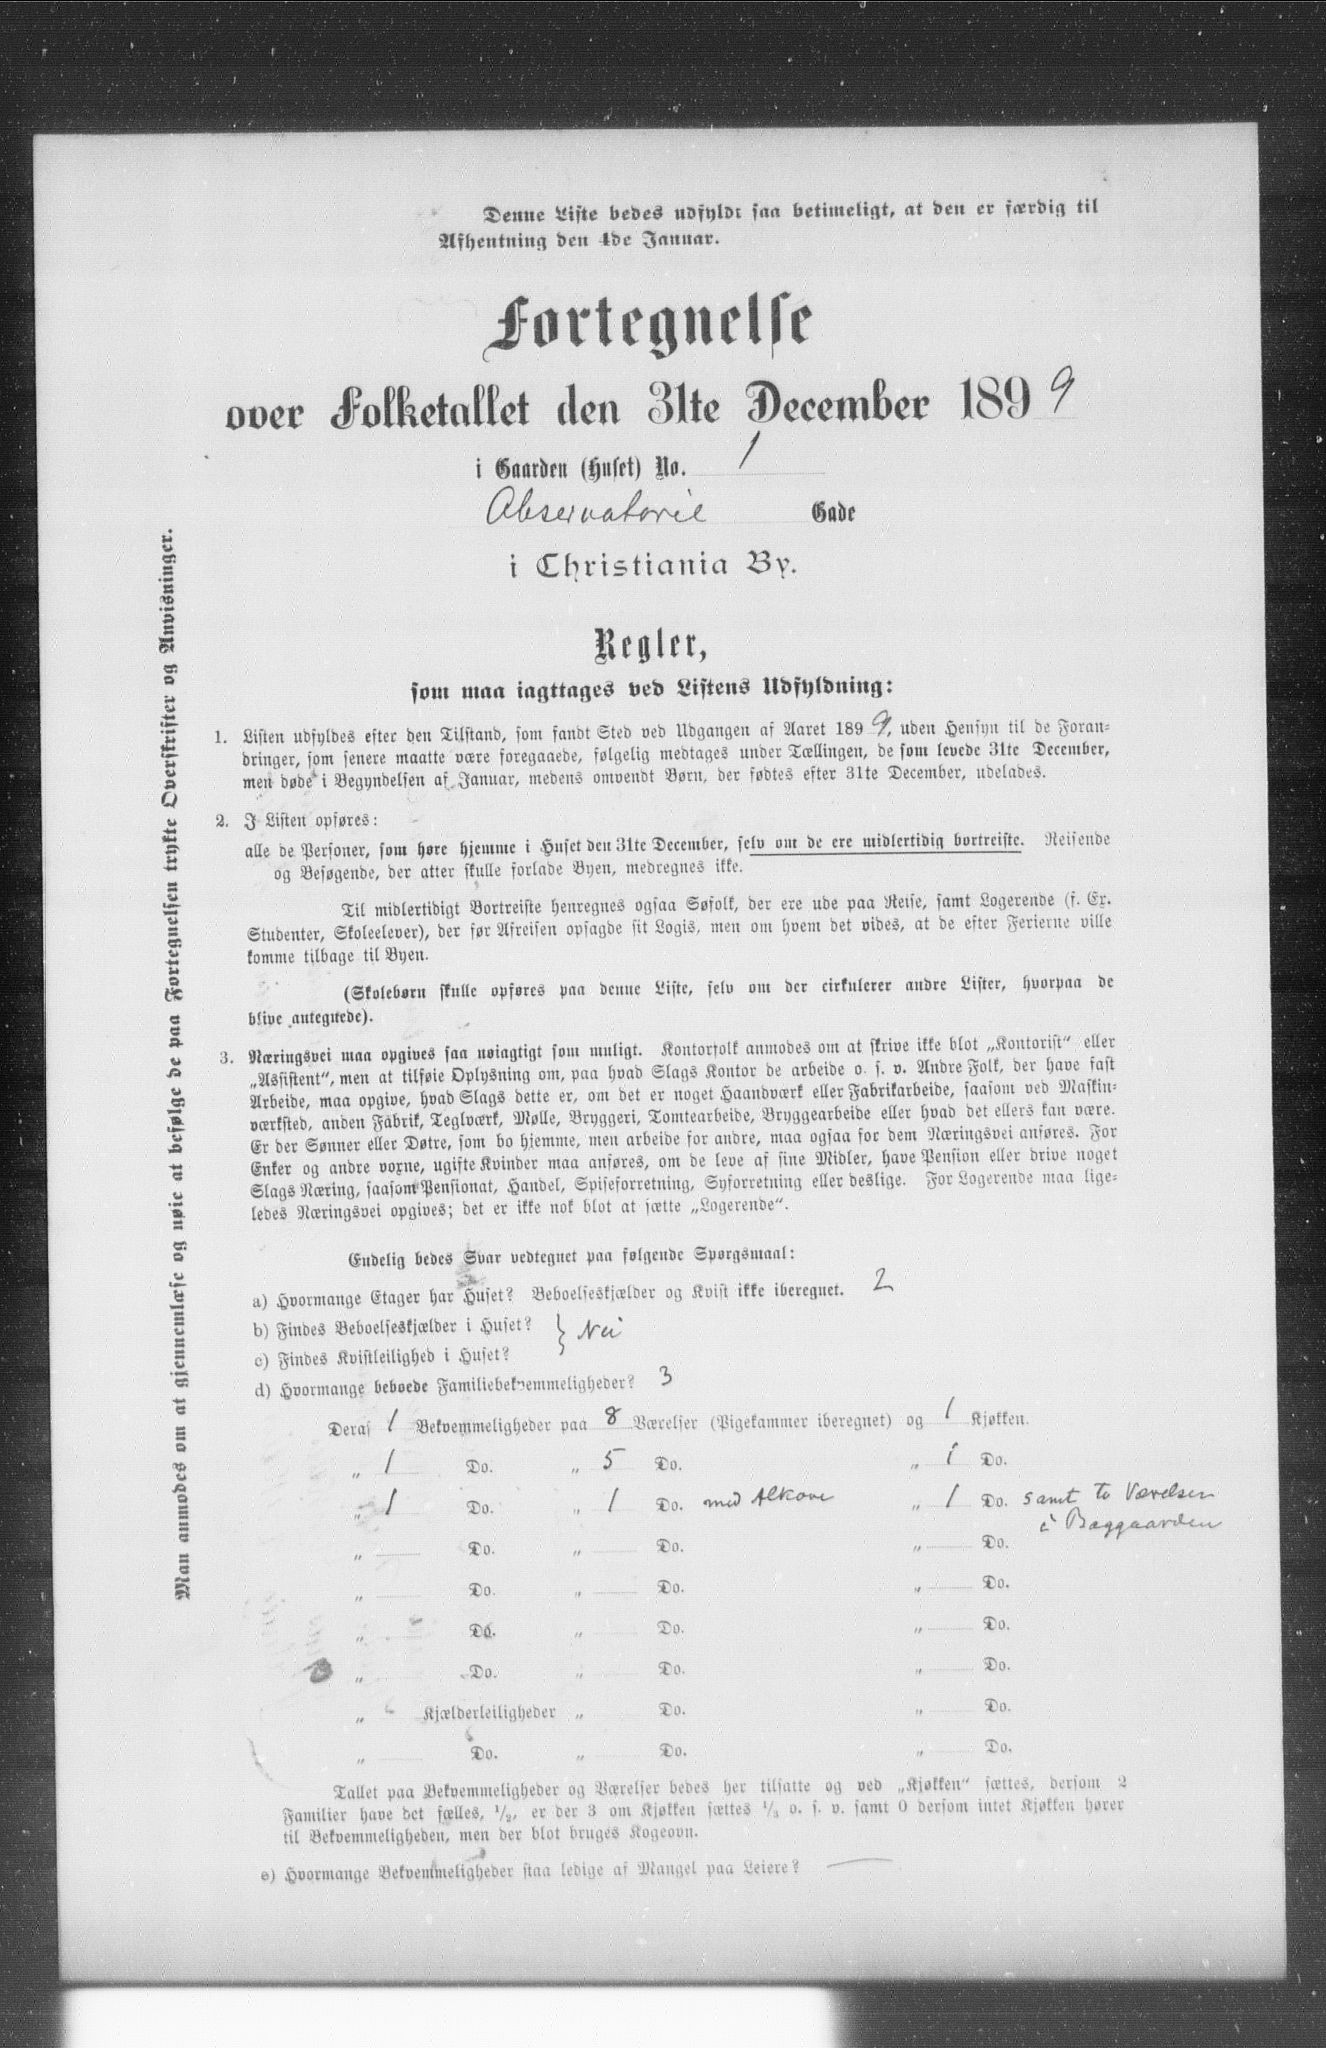 Denne Liste bedes udfyldt saa betimeligt, at den er færdig til
Afhentning den 4de Januar.
Fortegnelse
over Folketallet den 31te December 1899
i Gaarden (Huset) No. 1
Observatorie Gade
i Christiania By.
Regler,
som maa iagttages ved Listens Udfyldning:
1. Listen udfyldes efter den Tilstand, som fandt Sted ved Udgangen af Aaret 1899, uden Hensyn til de Foran-
dringer, som senere maatte være foregaaede, følgelig medtages under Tællingen, de som levede 31te December,
men døde i Begyndelsen af Januar, medens omvendt Børn, der fødtes efter 31te December, udelades.
2. I Listen opføres:
alle de Personer, som høre hjemme i Huset den 31te December, selv om de ere midlertidig bortreiste. Reisende
og Besøgende, der atter skulle forlade Byen, medregnes ikke.
Til midlertidigt Bortreiste henregnes ogsaa Søfolk, der ere ude paa Reise, samt Logerende (f. Ex.
Studenter, Skoleelever), der før Afreisen opsagde sit Logis, men om hvem det vides, at de efter Ferierne ville
komme tilbage til Byen.
(Skolebørn skulle opføres paa denne Liste, selv om der cirkulerer andre Lister, hvorpaa de
blive antegnede).
3. Næringsvei maa opgives saa nøiagtigt som muligt. Kontorfolk anmodes om at skrive ikke blot „Kontorist“ eller
„Assistent“, men at tilføie Oplysning om, paa hvad Slags Kontor de arbeide o. s. v. Andre Folk, der have fast
Arbeide, maa opgive, hvad Slags dette er, om det er noget Haandværk eller Fabrikarbeide, saasom ved Maskin-
værksted, anden Fabrik, Teglværk, Mølle, Bryggeri, Tomtearbeide, Bryggearbeide eller hvad det ellers kan være.
Er der Sønner eller Døtre, som bo hjemme, men arbeide for andre, maa ogsaa for dem Næringsvei anføres. For
Enker og andre voxne, ugifte Kvinder maa anføres, om de leve af sine Midler, have Pension eller drive noget
Slags Næring, saasom Pensionat, Handel, Spiseforretning, Syforretning eller deslige. For Logerende maa lige-
ledes Næringsvei opgives; det er ikke nok blot at sætte „Logerende“.
Endelig bedes Svar vedtegnet paa følgende Spørgsmaal:
a) Hvormange Etager har Huset? Beboelseskjælder og Kvist ikke iberegnet. 2
b) Findes Beboelseskjælder i Huset?
} Nei
c) Findes Kvistleilighed i Huset?
d) Hvormange beboede Familiebekvemmeligheder? 3
Deraf 1 Bekvemmeligheder paa 8 Værelser (Pigekammer iberegnet) og 1 Kjøkken.
„ 1 Do. „ 5 Do. „ 1 Do.
„ 1 Do. „ 1 Do. med Alkove „ 1 Do. samt to Værelser
i Baggaarden
„ Do. „ Do. „ Do.
„ Do. „ Do. „ Do.
„ Do. „ Do. „ Do.
„ Do. „ Do. „ Do.
„ Kjælderleiligheder „ Do. „ Do.
„ Do. „ Do. „ Do.
Tallet paa Bekvemmeligheder og Værelser bedes her tilsatte og ved „Kjøkken“ sættes, dersom 2
Familier have det fælles, 1/2, er der 3 om Kjøkken sættes 1/3 o. s. v. samt 0 dersom intet Kjøkken hører
til Bekvemmeligheden, men der blot bruges Kogeovn.
e) Hvormange Bekvemmeligheder staa ledige af Mangel paa Leiere? —
Man anmodes om at gjennemlæse og nøie at befølge de paa Fortegnelsen trykte Overskrifter og Anvisninger.